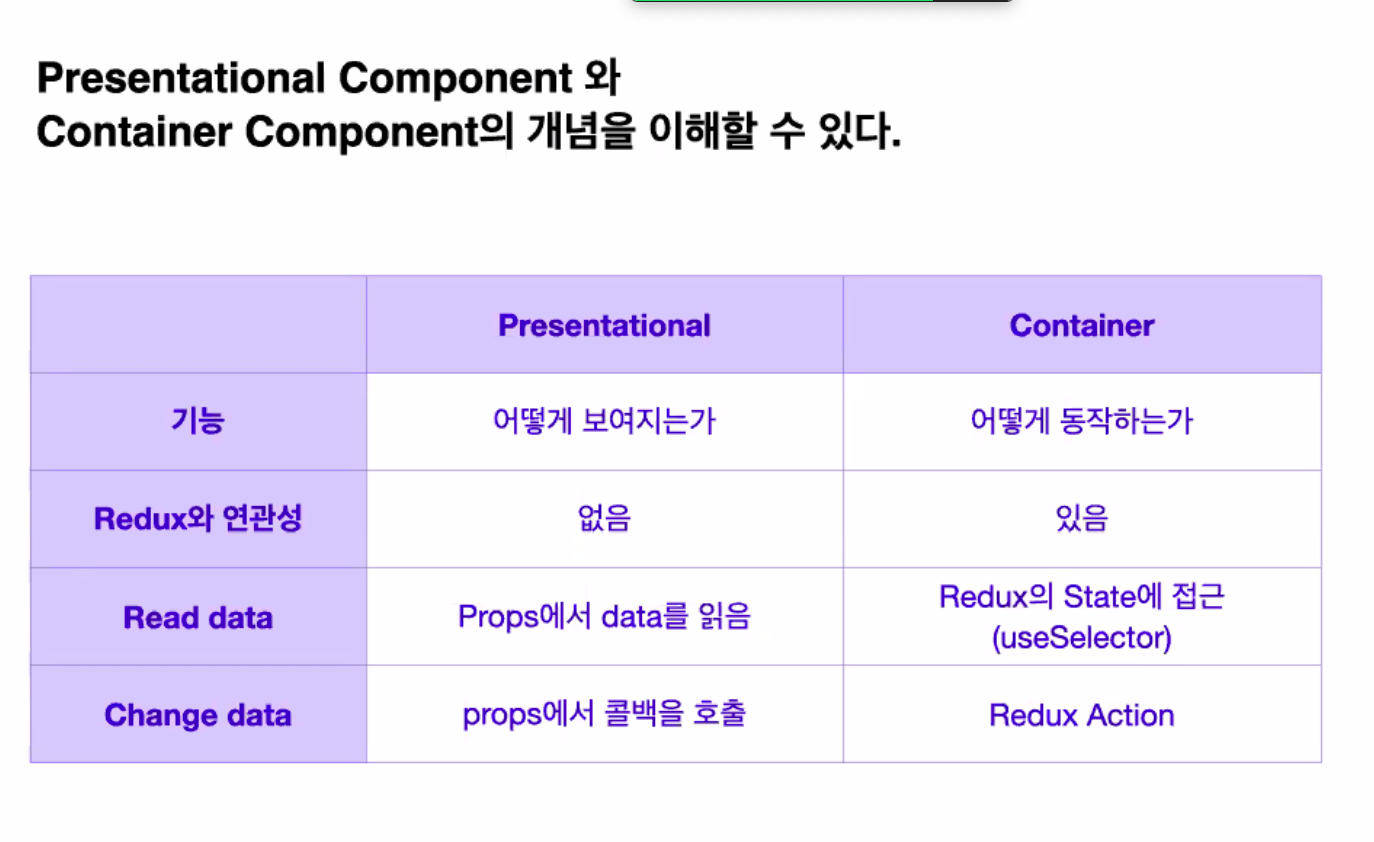 Presentational Component 와
Container Component의 개념을 이해할 수 있다.
Presentational
Container
기능
어떻게 보여지는가
어떻게 동작하는가
Redux와 연관성
없음
있음
Read data
Props에서 data를 읽음
Redux의 State에 접근
(useSelector)
Change data
props에서 콜백을 호출
Redux Action